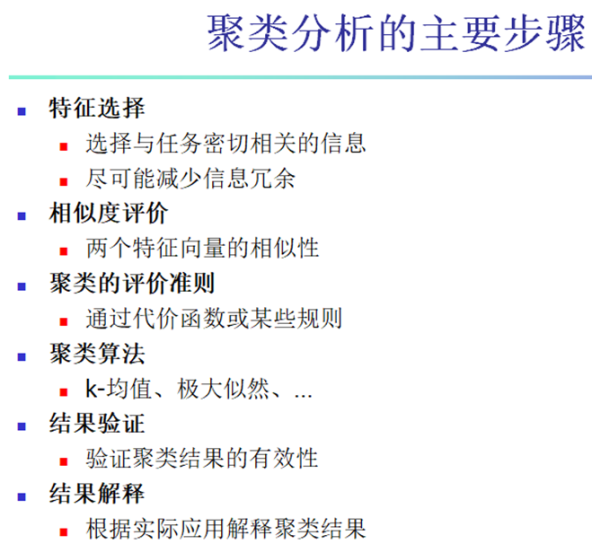 聚类分析的主要步骤
特征选择
选择与任务密切相关的信息
尽可能减少信息冗余
相似度评价
两个特征向量的相似性
聚类的评价准则
通过代价函数或某些规则
聚类算法
k-均值、极大似然、...
结果验证
验证聚类结果的有效性
结果解释
根据实际应用解释聚类结果